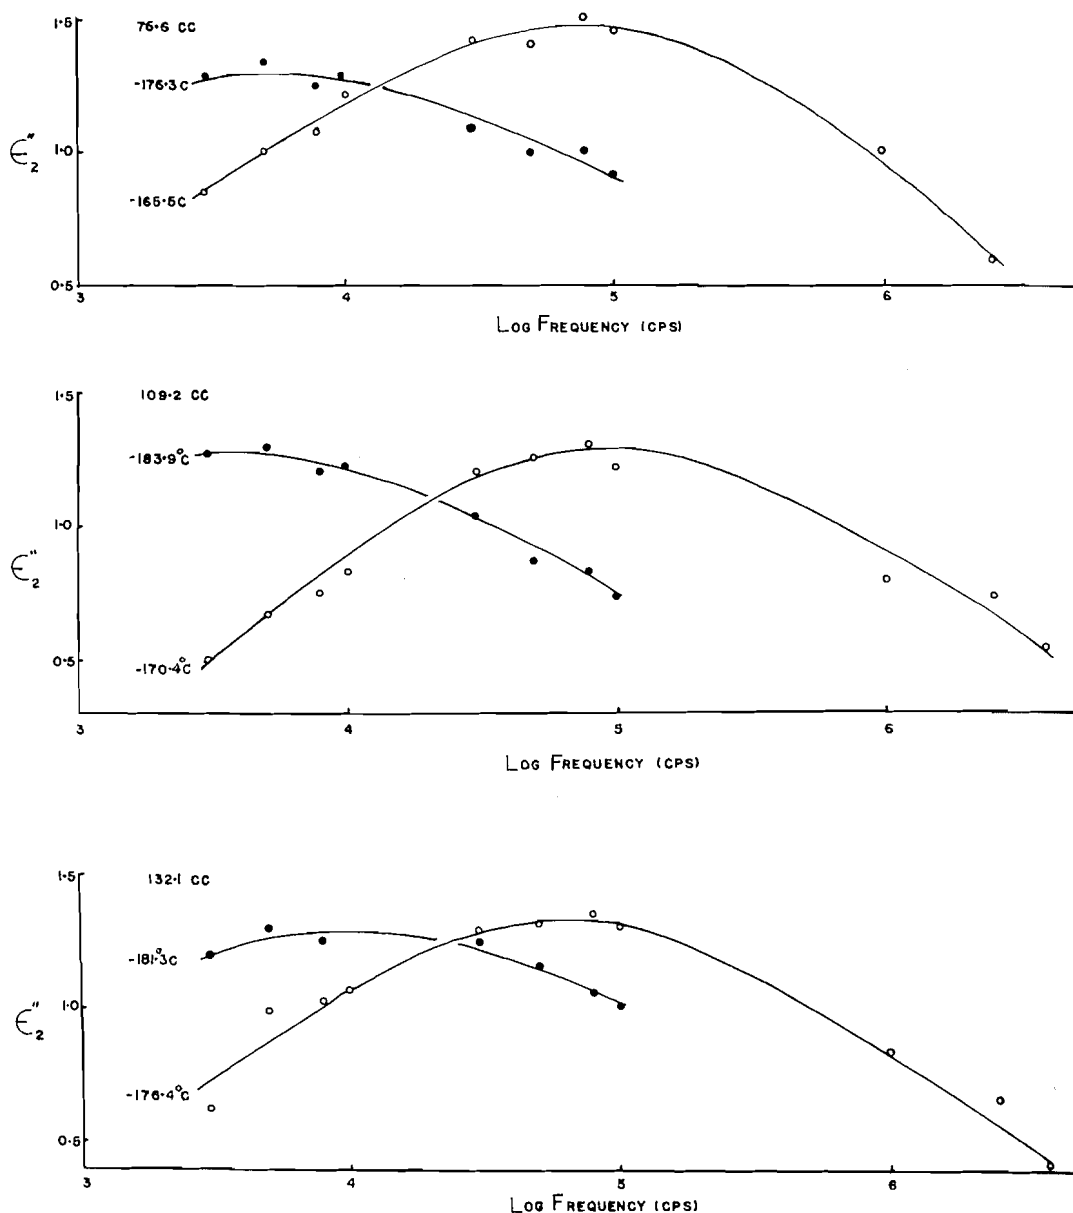 1.5
76.6 CC
-176.3C
ϵ₂″
1.0
-165.5C
0.5
3 4 5 6
LOG FREQUENCY (CPS)
1.5
109.2 CC
-183.9°C
1.0
ϵ₂″
0.5
-170.4°C
3 4 5 6
LOG FREQUENCY (CPS)
1.5
132.1 CC
-181.3°C
1.0
ϵ₂″
-176.4°C
0.5
3 4 5 6
LOG FREQUENCY (CPS)